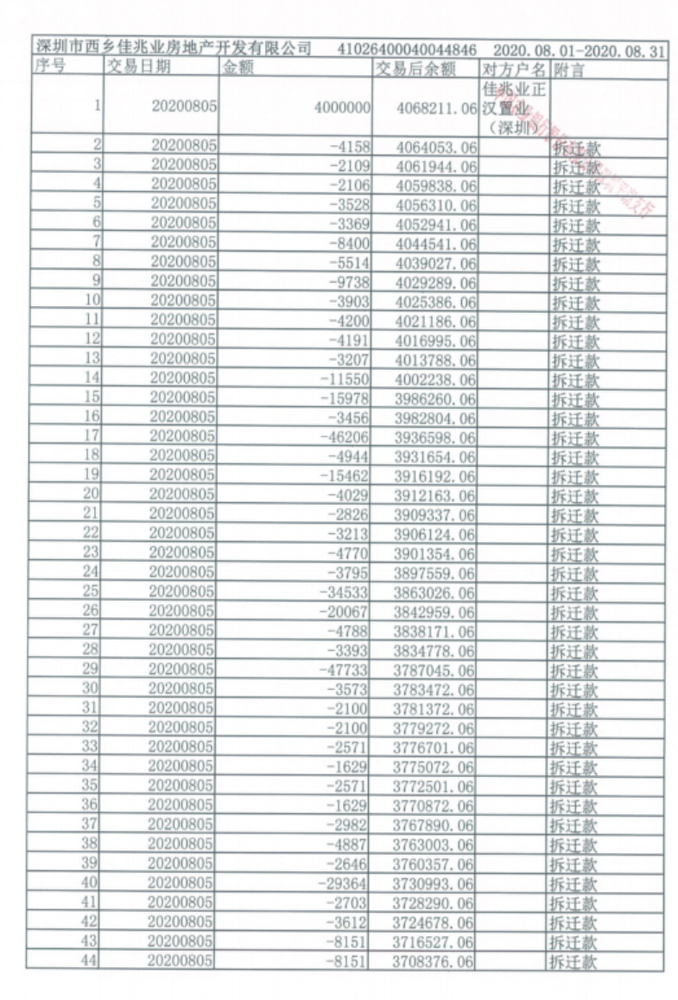 深圳市西乡佳兆业房地产开发有限公司 41026400040044846 2020.08.01-2020.08.31
序号 交易日期 金额 交易后余额 对方户名 附言
1 20200805 4000000 4068211.06 佳兆业正
汉置业
（深圳）
2 20200805 -4158 4064053.06 拆迁款
3 20200805 -2109 4061944.06 拆迁款
4 20200805 -2106 4059838.06 拆迁款
5 20200805 -3528 4056310.06 拆迁款
6 20200805 -3369 4052941.06 拆迁款
7 20200805 -8400 4044541.06 拆迁款
8 20200805 -5514 4039027.06 拆迁款
9 20200805 -9738 4029289.06 拆迁款
10 20200805 -3903 4025386.06 拆迁款
11 20200805 -4200 4021186.06 拆迁款
12 20200805 -4191 4016995.06 拆迁款
13 20200805 -3207 4013788.06 拆迁款
14 20200805 -11550 4002238.06 拆迁款
15 20200805 -15978 3986260.06 拆迁款
16 20200805 -3456 3982804.06 拆迁款
17 20200805 -46206 3936598.06 拆迁款
18 20200805 -4944 3931654.06 拆迁款
19 20200805 -15462 3916192.06 拆迁款
20 20200805 -4029 3912163.06 拆迁款
21 20200805 -2826 3909337.06 拆迁款
22 20200805 -3213 3906124.06 拆迁款
23 20200805 -4770 3901354.06 拆迁款
24 20200805 -3795 3897559.06 拆迁款
25 20200805 -34533 3863026.06 拆迁款
26 20200805 -20067 3842959.06 拆迁款
27 20200805 -4788 3838171.06 拆迁款
28 20200805 -3393 3834778.06 拆迁款
29 20200805 -47733 3787045.06 拆迁款
30 20200805 -3573 3783472.06 拆迁款
31 20200805 -2100 3781372.06 拆迁款
32 20200805 -2100 3779272.06 拆迁款
33 20200805 -2571 3776701.06 拆迁款
34 20200805 -1629 3775072.06 拆迁款
35 20200805 -2571 3772501.06 拆迁款
36 20200805 -1629 3770872.06 拆迁款
37 20200805 -2982 3767890.06 拆迁款
38 20200805 -4887 3763003.06 拆迁款
39 20200805 -2646 3760357.06 拆迁款
40 20200805 -29364 3730993.06 拆迁款
41 20200805 -2703 3728290.06 拆迁款
42 20200805 -3612 3724678.06 拆迁款
43 20200805 -8151 3716527.06 拆迁款
44 20200805 -8151 3708376.06 拆迁款